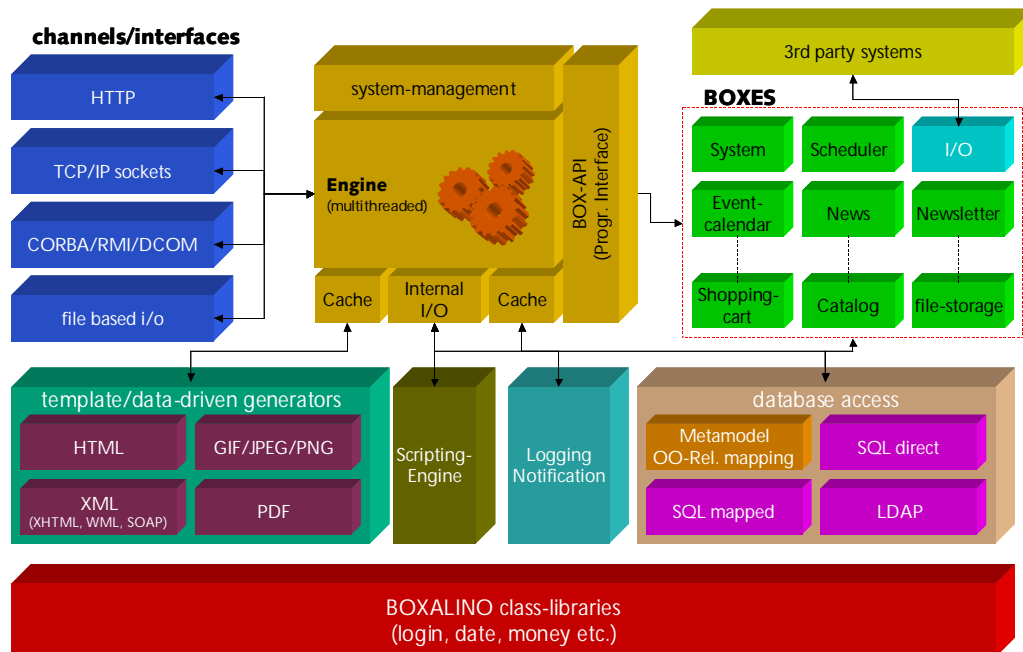 channels/interfaces
HTTP
TCP/IP sockets
CORBA/RMI/DCOM
file based i/o
system-management
Engine
(multithreaded)
Cache
Internal
I/O
Cache
BOX-API
(Progr. Interface)
3rd party systems
BOXES
System
Scheduler
I/O
Event-
calendar
News
Newsletter
Shopping-
cart
Catalog
file-storage
template/data-driven generators
HTML
GIF/JPEG/PNG
XML
(XHTML, WML, SOAP)
PDF
Scripting-
Engine
Logging
Notification
database access
Metamodel
OO-Rel. mapping
SQL direct
SQL mapped
LDAP
BOXALINO class-libraries
(login, date, money etc.)